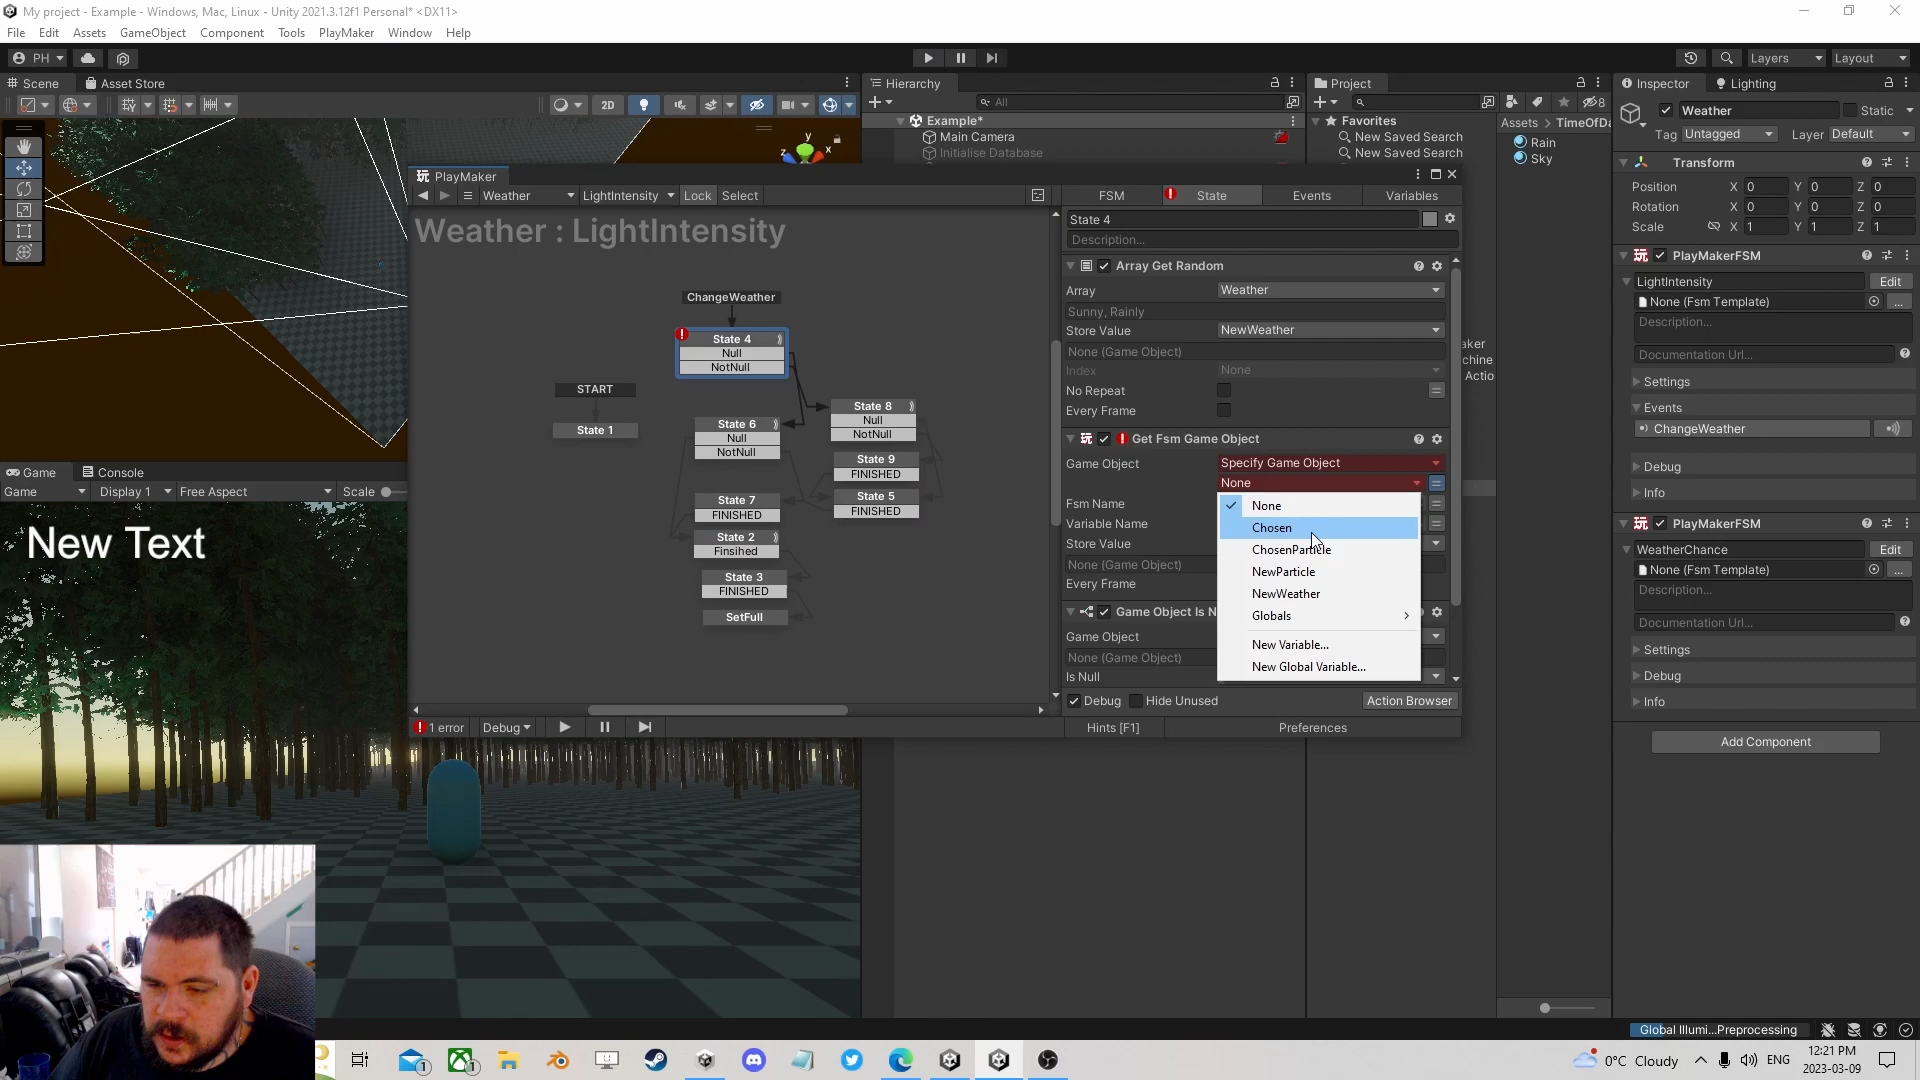 My project - Example - Windows, Mac, Linux - Unity 2021.3.12f1 Personal* <DX11>
File Edit Assets GameObject Component Tools PlayMaker Window Help
PH Layers Layout
Scene Asset Store
2D
Hierarchy
All
Example*
Main Camera
Initialise Database
Project
Favorites
New Saved Search
New Saved Search
8
Assets > TimeOfDa
Rain
Sky
Inspector Lighting
Weather Static
Tag Untagged Layer Default
Transform
Position X 0 Y 0 Z 0
Rotation X 0 Y 0 Z 0
Scale X 1 Y 1 Z 1
PlayMakerFSM
LightIntensity Edit
None (Fsm Template) ...
Description...
Documentation Url...
Settings
Events
ChangeWeather
Debug
Info
PlayMakerFSM
WeatherChance Edit
None (Fsm Template) ...
Description...
Documentation Url...
Settings
Debug
Info
Add Component
PlayMaker
Weather LightIntensity Lock Select
Weather : LightIntensity
ChangeWeather
State 4
Null
NotNull
START
State 1
State 6
Null
NotNull
State 8
Null
NotNull
State 9
FINISHED
State 5
FINISHED
State 7
FINISHED
State 2
Finsihed
State 3
FINISHED
SetFull
FSM State Events Variables
State 4
Description...
Array Get Random
Array Weather
Sunny, Rainly
Store Value NewWeather
None (Game Object)
Index None
No Repeat
Every Frame
Get Fsm Game Object
Game Object Specify Game Object
None
Fsm Name
Variable Name
Store Value
None (Game Object)
Every Frame
Game Object Is N
Game Object
None (Game Object)
Is Null
None
Chosen
ChosenParticle
NewParticle
NewWeather
Globals
New Variable...
New Global Variable...
Debug Hide Unused Action Browser
1 error Debug Hints [F1] Preferences
aker
chine
Actio
Game Console
Game Display 1 Free Aspect Scale
New Text
Global Illumi...Preprocessing
0°C Cloudy ENG 12:21 PM
2023-03-09